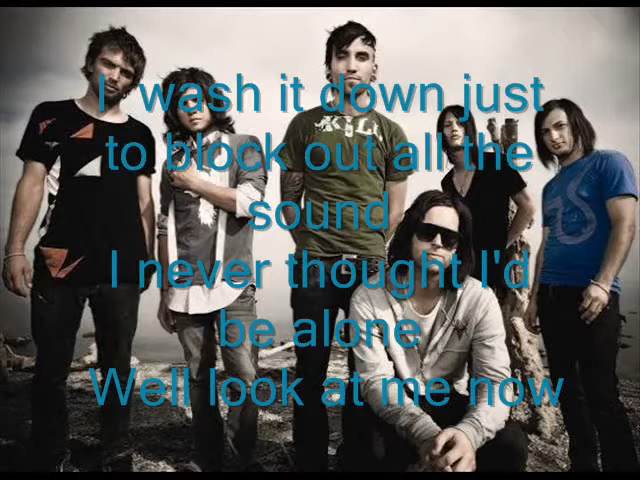 I  wash it down just
to block out all the
sound
I never thought I'd
be alone
Well look at me now